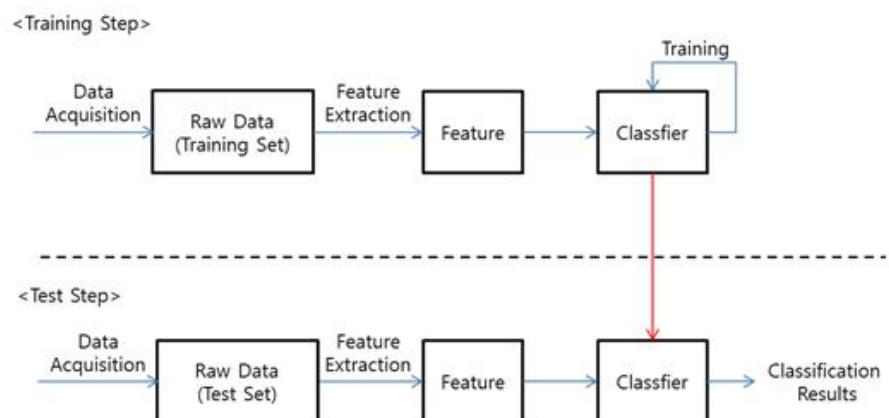 <Training Step>
Training
Data
Acquisition
Raw Data
(Training Set)
Feature
Extraction
Feature
Classfier
<Test Step>
Data
Acquisition
Raw Data
(Test Set)
Feature
Extraction
Feature
Classfier
Classification
Results